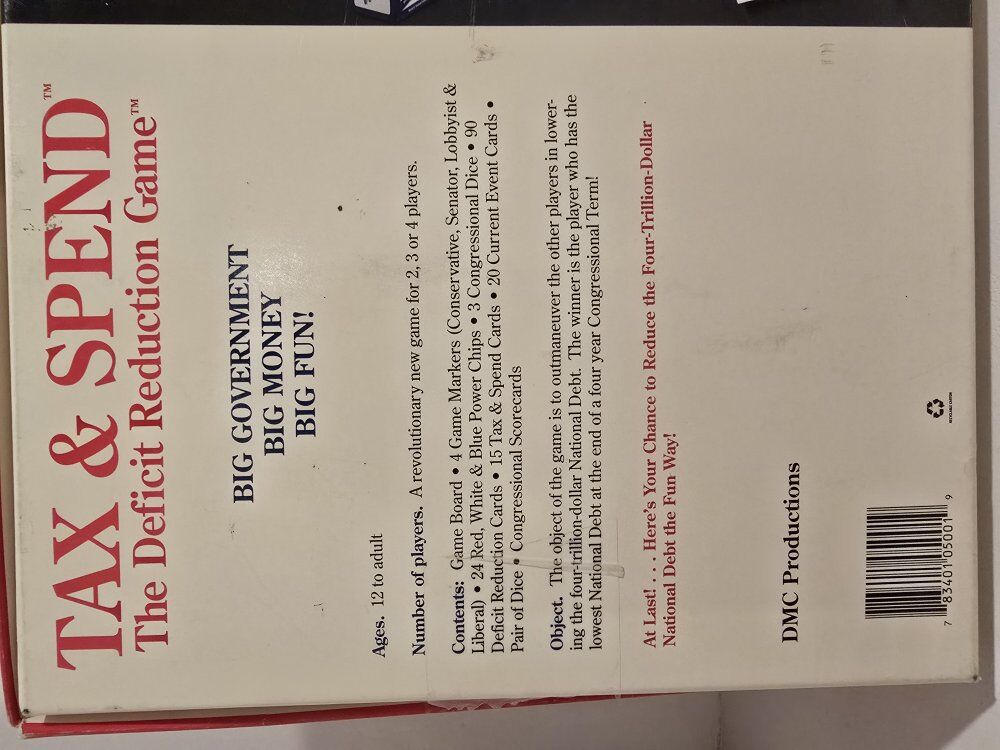 TAX & SPEND™
The Deficit Reduction Game™
BIG GOVERNMENT
BIG MONEY
BIG FUN!
Ages. 12 to adult
Number of players. A revolutionary new game for 2, 3 or 4 players.
Contents: Game Board • 4 Game Markers (Conservative, Senator, Lobbyist &
Liberal) • 24 Red, White & Blue Power Chips • 3 Congressional Dice • 90
Deficit Reduction Cards • 15 Tax & Spend Cards • 20 Current Event Cards •
Pair of Dice • Congressional Scorecards
Object. The object of the game is to outmaneuver the other players in lower-
ing the four-trillion-dollar National Debt. The winner is the player who has the
lowest National Debt at the end of a four year Congressional Term!
At Last! . . . Here's Your Chance to Reduce the Four-Trillion-Dollar
National Debt the Fun Way!
DMC Productions
7 83401 05001 9